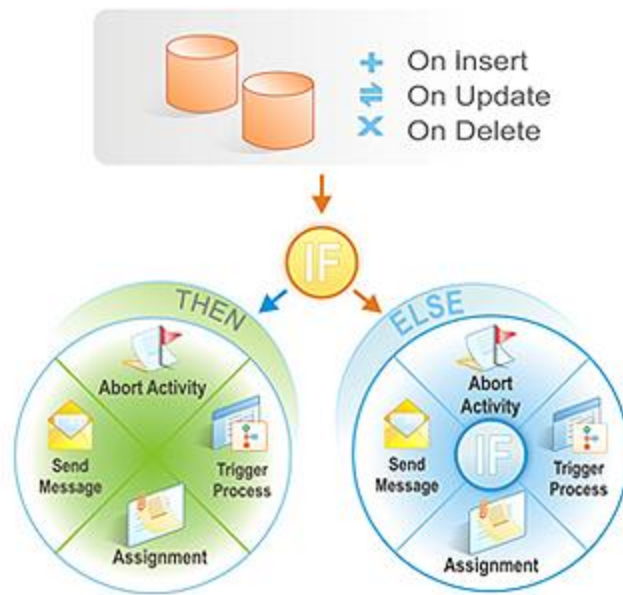 On Insert
On Update
On Delete
IF
THEN
Abort Activity
Send
Message
Trigger
Process
Assignment
ELSE
Abort
Activity
Send
Message
IF
Trigger
Process
Assignment